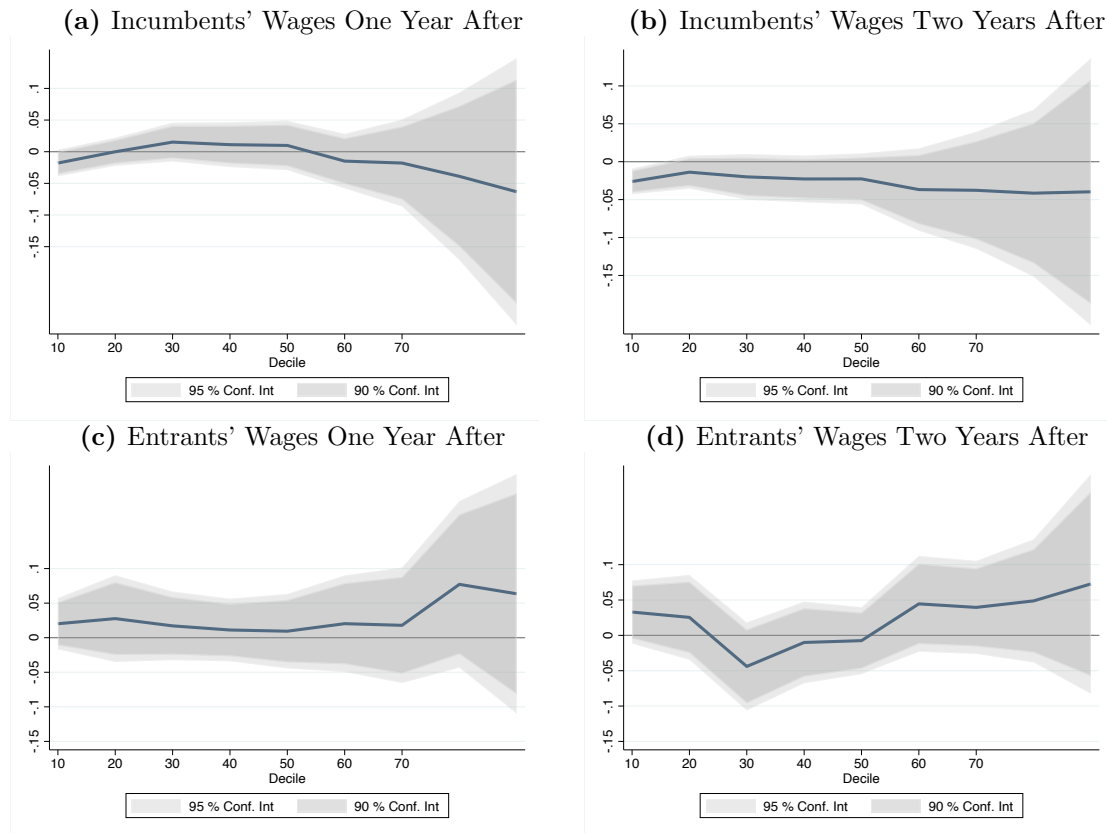 (a) Incumbents’ Wages One Year After
.1
.05
0
-.05
-.1
-.15
10 20 30 40 50 60 70
Decile
95 % Conf. Int 90 % Conf. Int
(b) Incumbents’ Wages Two Years After
.1
.05
0
-.05
-.1
-.15
10 20 30 40 50 60 70
Decile
95 % Conf. Int 90 % Conf. Int
(c) Entrants’ Wages One Year After
.1
.05
0
-.05
-.1
-.15
10 20 30 40 50 60 70
Decile
95 % Conf. Int 90 % Conf. Int
(d) Entrants’ Wages Two Years After
.1
.05
0
-.05
-.1
-.15
10 20 30 40 50 60 70
Decile
95 % Conf. Int 90 % Conf. Int